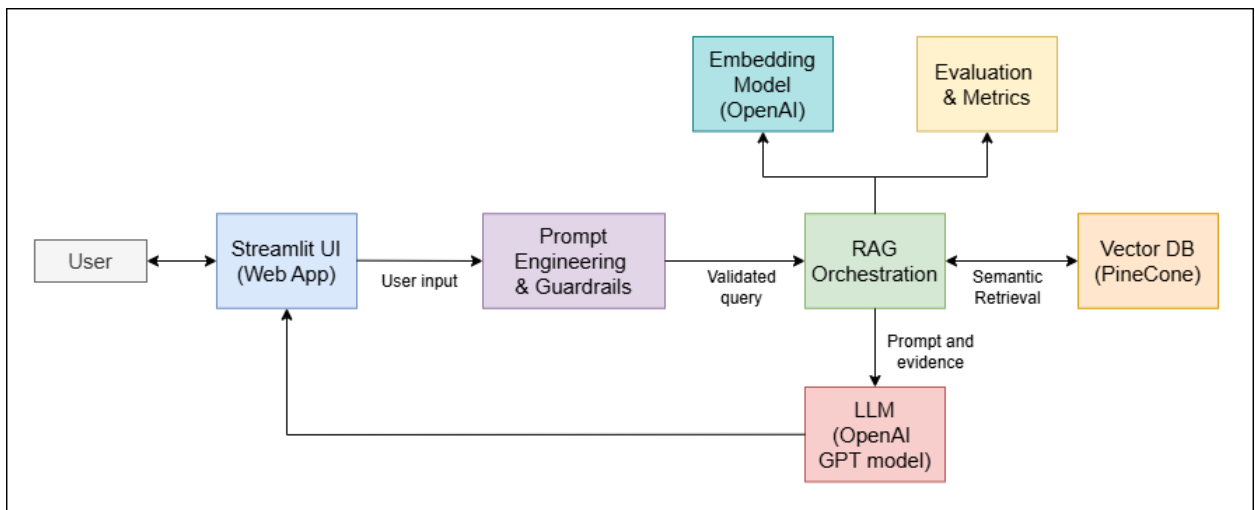 Embedding
Model
(OpenAI)
Evaluation
& Metrics
User
Streamlit UI
(Web App)
User input
Prompt
Engineering
& Guardrails
Validated
query
RAG
Orchestration
Semantic
Retrieval
Vector DB
(PineCone)
Prompt and
evidence
LLM
(OpenAI
GPT model)